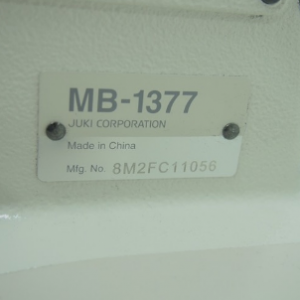 MB-1377
JUKI CORPORATION
Made in China
Mfg. No. 8M2FC11056